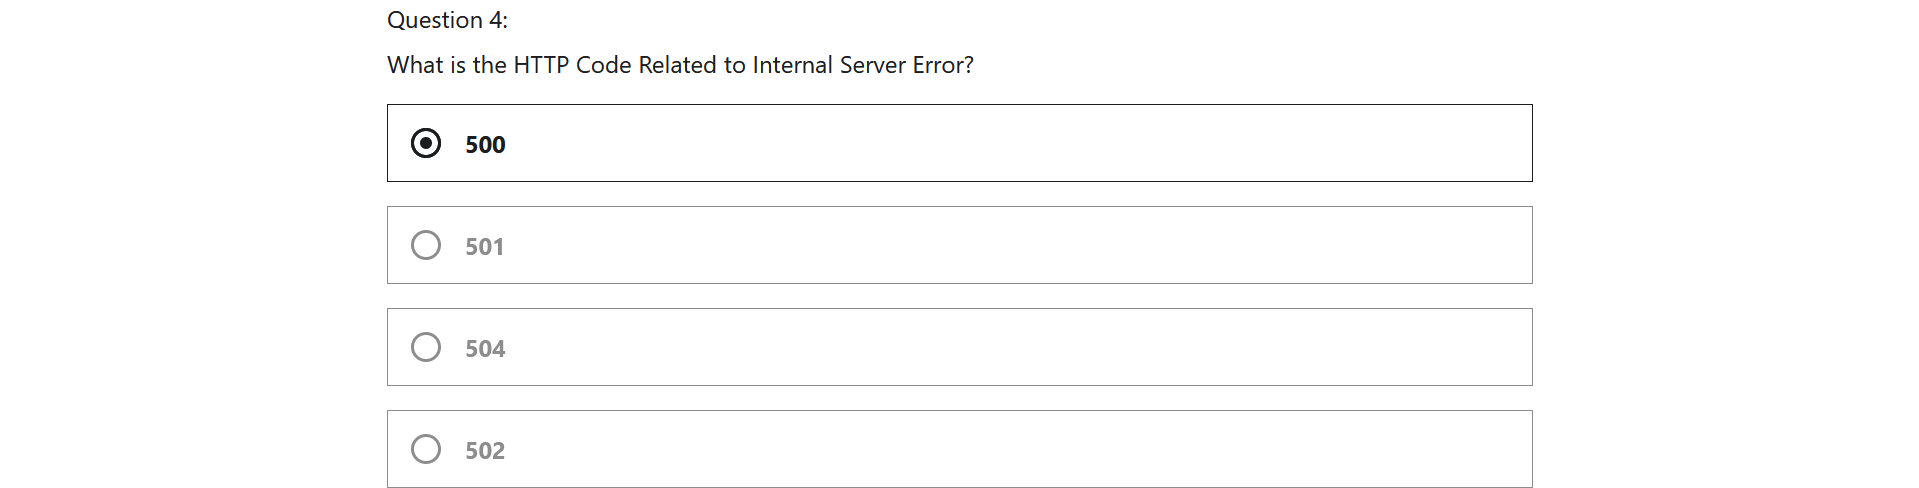 Question 4:
What is the HTTP Code Related to Internal Server Error?
500
501
504
502